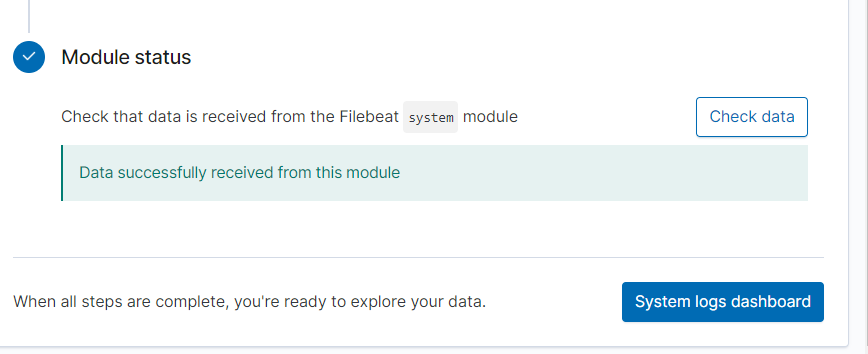 Module status
Check that data is received from the Filebeat system module
Check data
Data successfully received from this module
When all steps are complete, you're ready to explore your data.
System logs dashboard